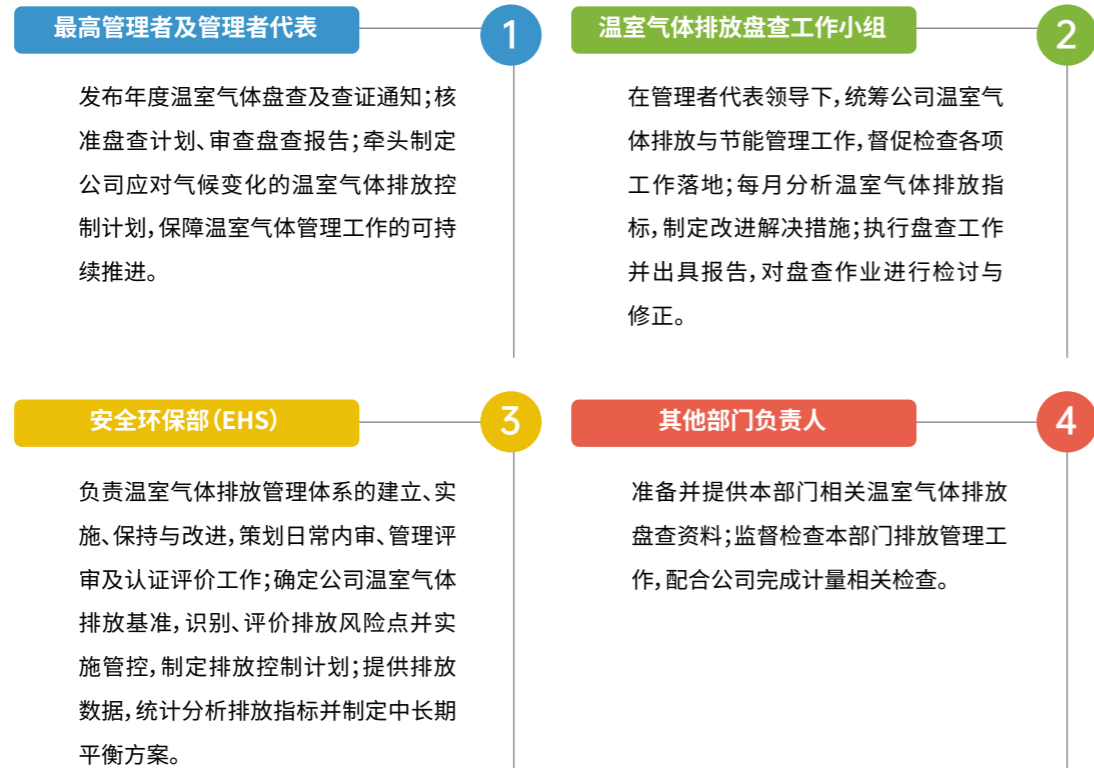 最高管理者及管理者代表
1
发布年度温室气体盘查及查证通知;核
准盘查计划、审查盘查报告;牵头制定
公司应对气候变化的温室气体排放控
制计划,保障温室气体管理工作的可持
续推进。
温室气体排放盘查工作小组
2
在管理者代表领导下,统筹公司温室气
体排放与节能管理工作,督促检查各项
工作落地;每月分析温室气体排放指
标,制定改进解决措施;执行盘查工作
并出具报告,对盘查作业进行检讨与
修正。
安全环保部(EHS)
3
负责温室气体排放管理体系的建立、实
施、保持与改进,策划日常内审、管理评
审及认证评价工作;确定公司温室气体
排放基准,识别、评价排放风险点并实
施管控,制定排放控制计划;提供排放
数据,统计分析排放指标并制定中长期
平衡方案。
其他部门负责人
4
准备并提供本部门相关温室气体排放
盘查资料;监督检查本部门排放管理工
作,配合公司完成计量相关检查。